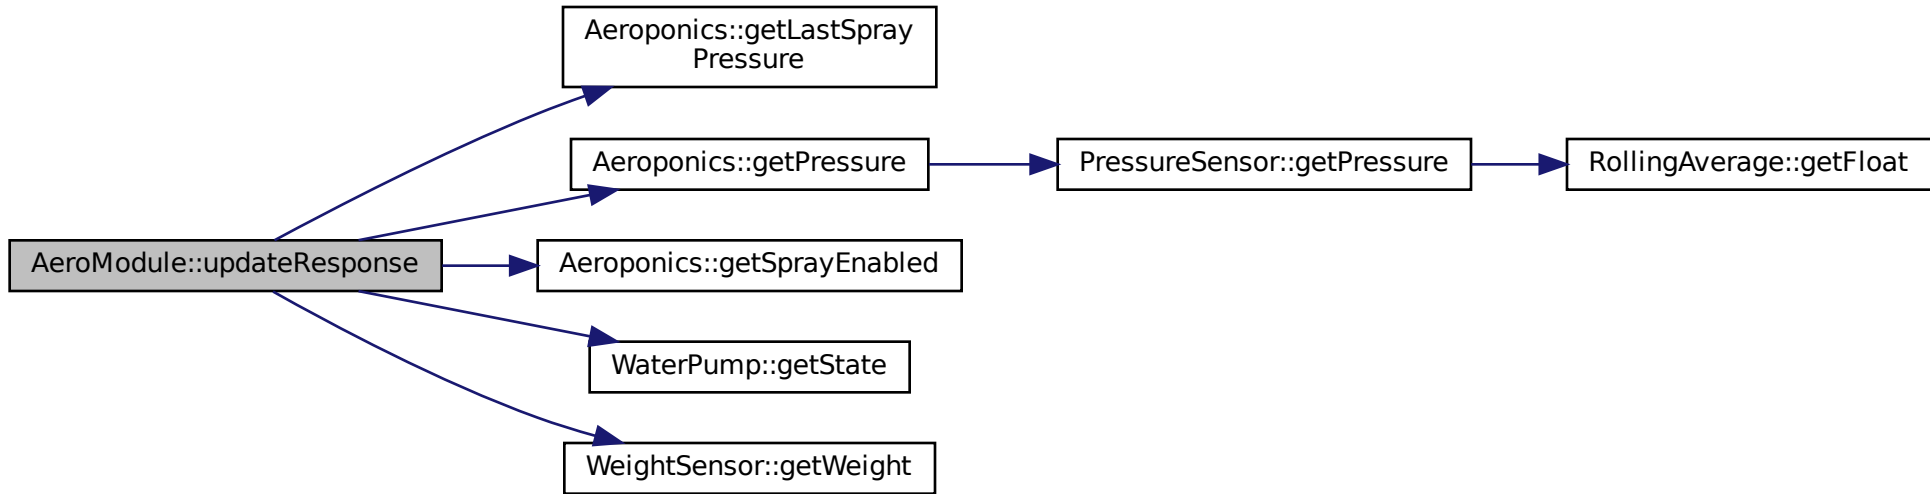 Aeroponics::getLastSpray
Pressure
Aeroponics::getPressure
PressureSensor::getPressure
RollingAverage::getFloat
AeroModule::updateResponse
Aeroponics::getSprayEnabled
WaterPump::getState
WeightSensor::getWeight